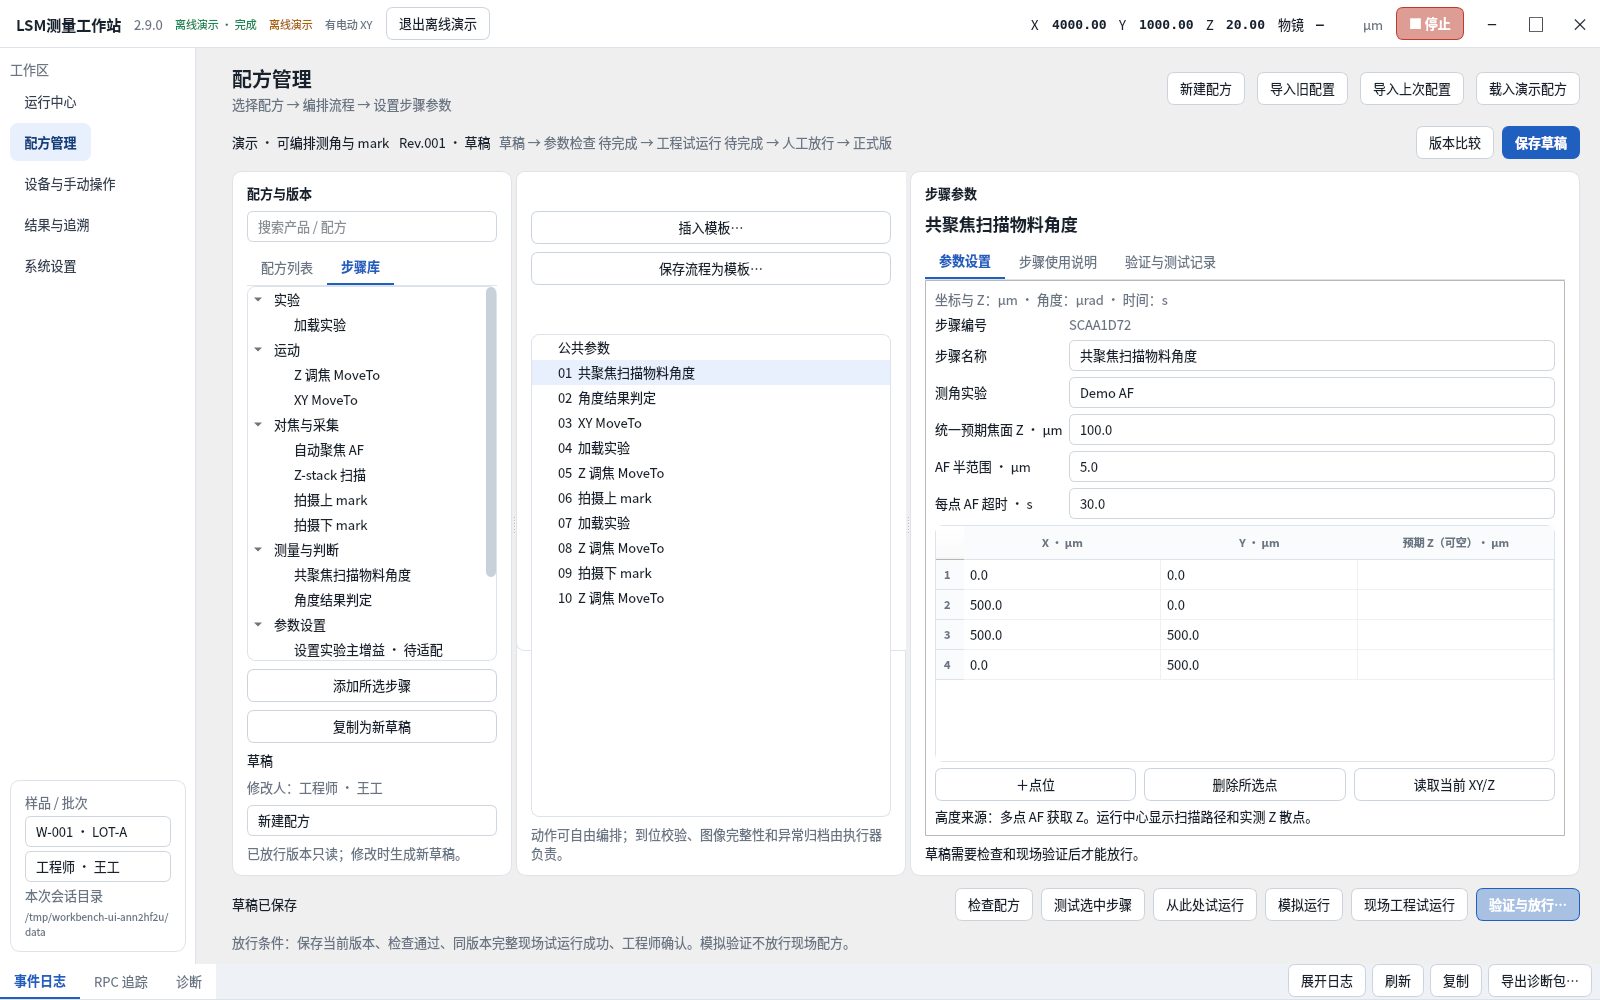 LSM测量工作站 2.9.0 离线演示 · 完成 离线演示 有电动 XY 退出离线演示 X 4000.00 Y 1000.00 Z 20.00 物镜 — μm 停止
工作区
运行中心
配方管理
设备与手动操作
结果与追溯
系统设置
样品 / 批次
W-001 · LOT-A
工程师 · 王工
本次会话目录
/tmp/workbench-ui-ann2hf2u/
data
配方管理
选择配方 → 编排流程 → 设置步骤参数
新建配方 导入旧配置 导入上次配置 载入演示配方
演示 · 可编排测角与 mark Rev.001 · 草稿 草稿 → 参数检查 待完成 → 工程试运行 待完成 → 人工放行 → 正式版
版本比较 保存草稿
配方与版本
搜索产品 / 配方
配方列表 步骤库
实验
加载实验
运动
Z 调焦 MoveTo
XY MoveTo
对焦与采集
自动聚焦 AF
Z-stack 扫描
拍摄上 mark
拍摄下 mark
测量与判断
共聚焦扫描物料角度
角度结果判定
参数设置
设置实验主增益 · 待适配
添加所选步骤
复制为新草稿
草稿
修改人：工程师 · 王工
新建配方
已放行版本只读；修改时生成新草稿。
插入模板…
保存流程为模板…
公共参数
01 共聚焦扫描物料角度
02 角度结果判定
03 XY MoveTo
04 加载实验
05 Z 调焦 MoveTo
06 拍摄上 mark
07 加载实验
08 Z 调焦 MoveTo
09 拍摄下 mark
10 Z 调焦 MoveTo
动作可自由编排；到位校验、图像完整性和异常归档由执行器
负责。
步骤参数
共聚焦扫描物料角度
参数设置 步骤使用说明 验证与测试记录
坐标与 Z：μm · 角度：μrad · 时间：s
步骤编号 SCAA1D72
步骤名称 共聚焦扫描物料角度
测角实验 Demo AF
统一预期焦面 Z · μm 100.0
AF 半范围 · μm 5.0
每点 AF 超时 · s 30.0
X · μm Y · μm 预期 Z（可空） · μm
1 0.0 0.0
2 500.0 0.0
3 500.0 500.0
4 0.0 500.0
＋点位 删除所选点 读取当前 XY/Z
高度来源：多点 AF 获取 Z。运行中心显示扫描路径和实测 Z 散点。
草稿需要检查和现场验证后才能放行。
草稿已保存
检查配方 测试选中步骤 从此处试运行 模拟运行 现场工程试运行 验证与放行…
放行条件：保存当前版本、检查通过、同版本完整现场试运行成功、工程师确认。模拟验证不放行现场配方。
事件日志 RPC 追踪 诊断
展开日志 刷新 复制 导出诊断包…